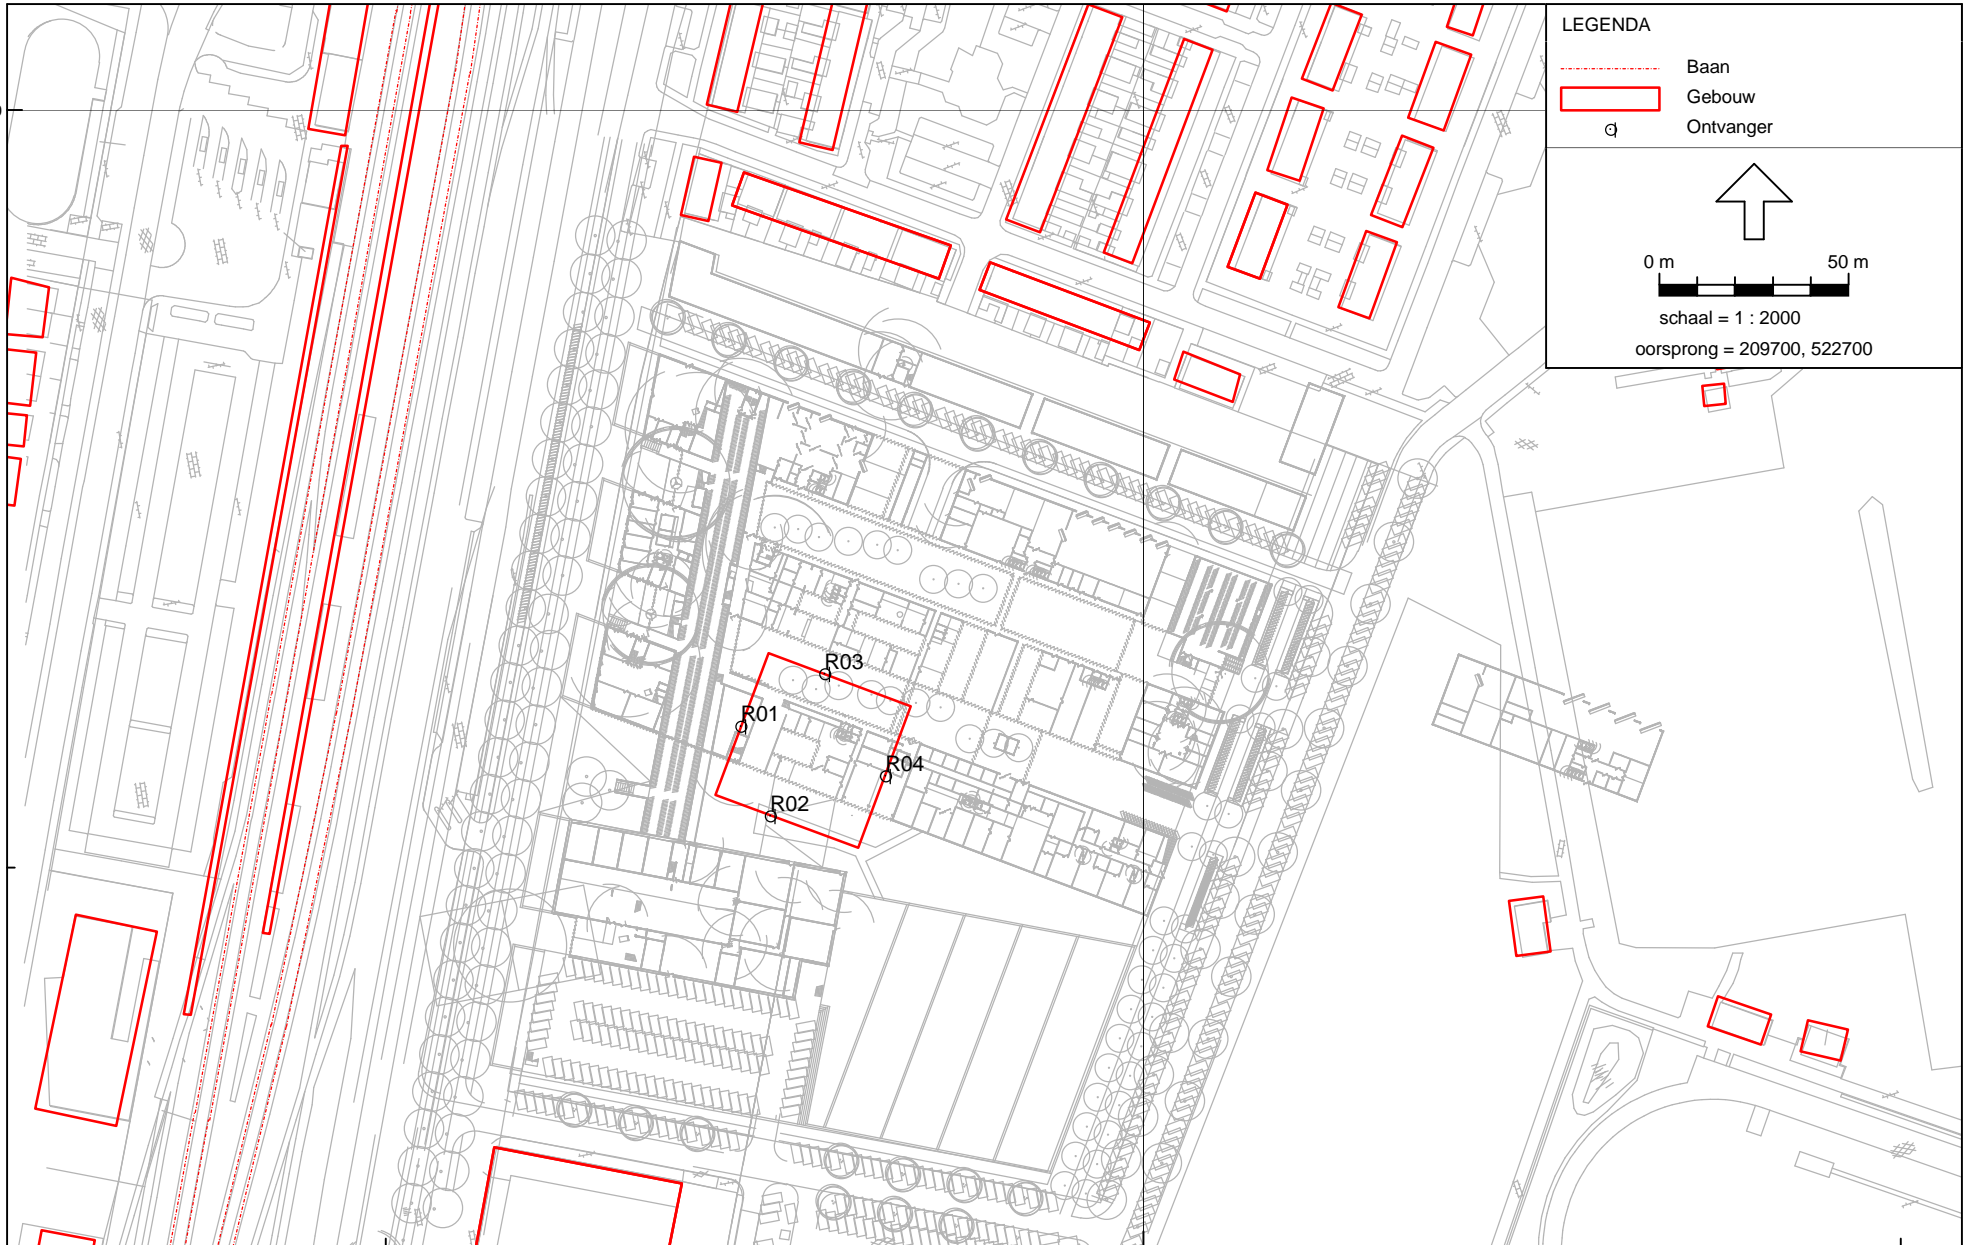 LEGENDA
Baan
Gebouw
Ontvanger
0 m 50 m
schaal = 1 : 2000
oorsprong = 209700, 522700
R03
R01
R04
R02